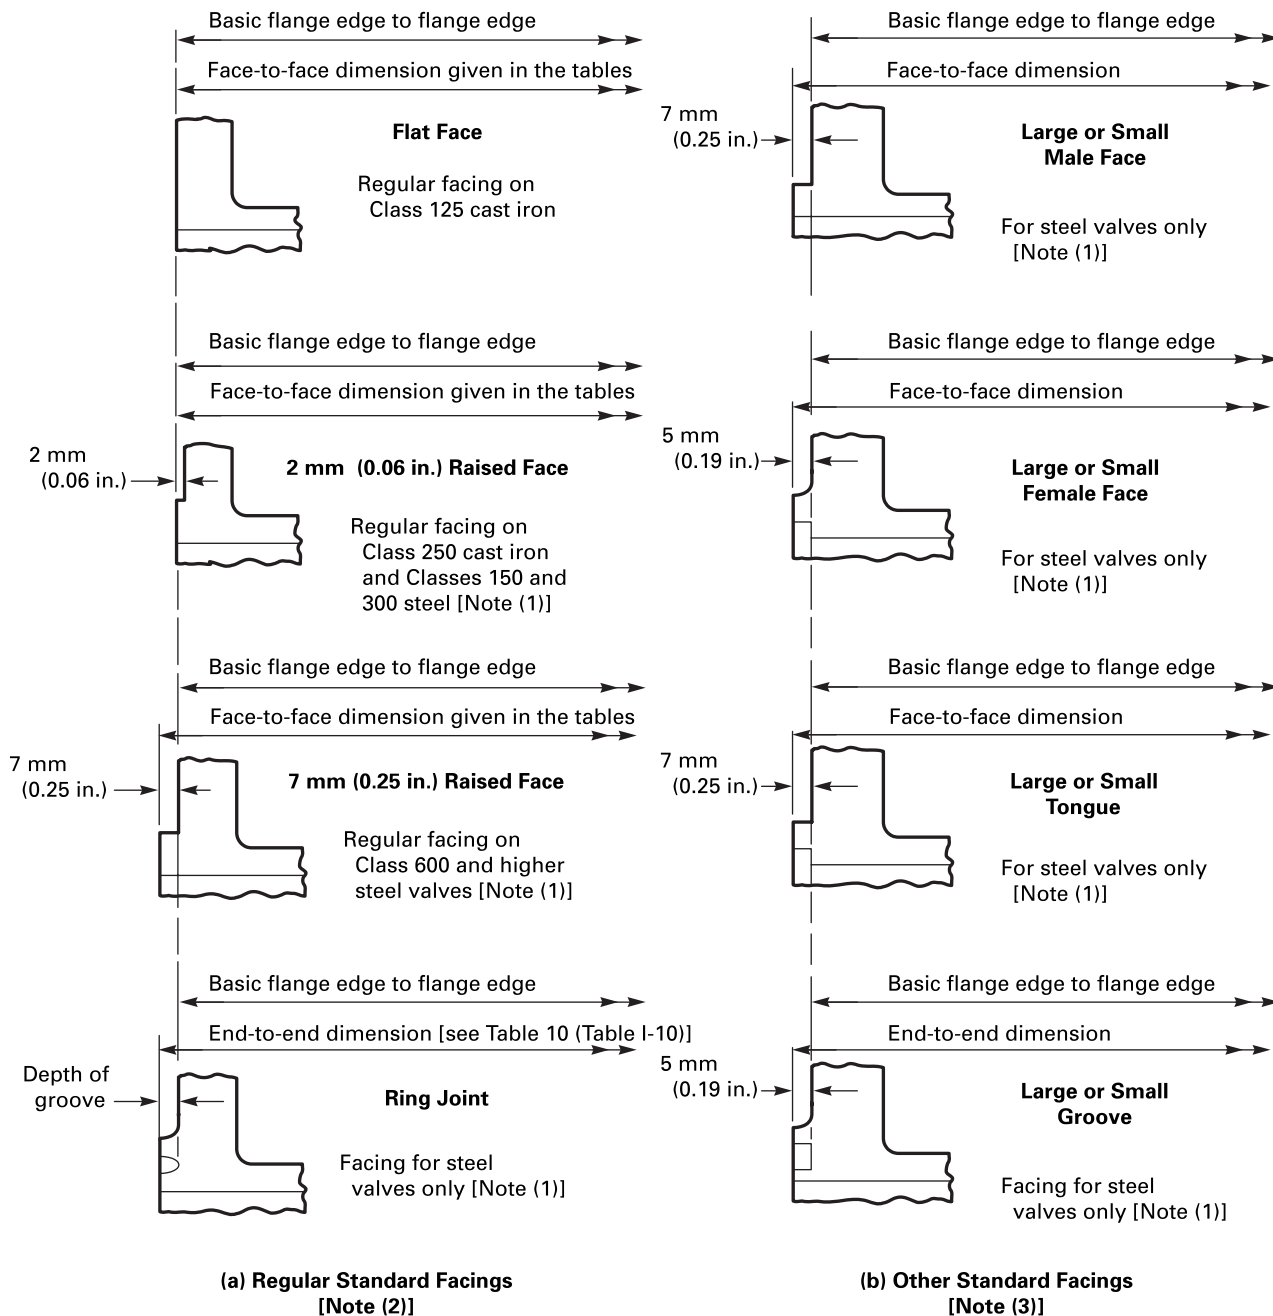 Basic flange edge to flange edge
Face-to-face dimension given in the tables
Flat Face
Regular facing on
Class 125 cast iron
Basic flange edge to flange edge
Face-to-face dimension given in the tables
2 mm
(0.06 in.)
2 mm (0.06 in.) Raised Face
Regular facing on
Class 250 cast iron
and Classes 150 and
300 steel [Note (1)]
Basic flange edge to flange edge
Face-to-face dimension given in the tables
7 mm
(0.25 in.)
7 mm (0.25 in.) Raised Face
Regular facing on
Class 600 and higher
steel valves [Note (1)]
Basic flange edge to flange edge
End-to-end dimension [see Table 10 (Table I-10)]
Depth of
groove
Ring Joint
Facing for steel
valves only [Note (1)]
(a) Regular Standard Facings
[Note (2)]
Basic flange edge to flange edge
Face-to-face dimension
7 mm
(0.25 in.)
Large or Small
Male Face
For steel valves only
[Note (1)]
Basic flange edge to flange edge
Face-to-face dimension
5 mm
(0.19 in.)
Large or Small
Female Face
For steel valves only
[Note (1)]
Basic flange edge to flange edge
Face-to-face dimension
7 mm
(0.25 in.)
Large or Small
Tongue
For steel valves only
[Note (1)]
Basic flange edge to flange edge
End-to-end dimension
5 mm
(0.19 in.)
Large or Small
Groove
Facing for steel
valves only [Note (1)]
(b) Other Standard Facings
[Note (3)]